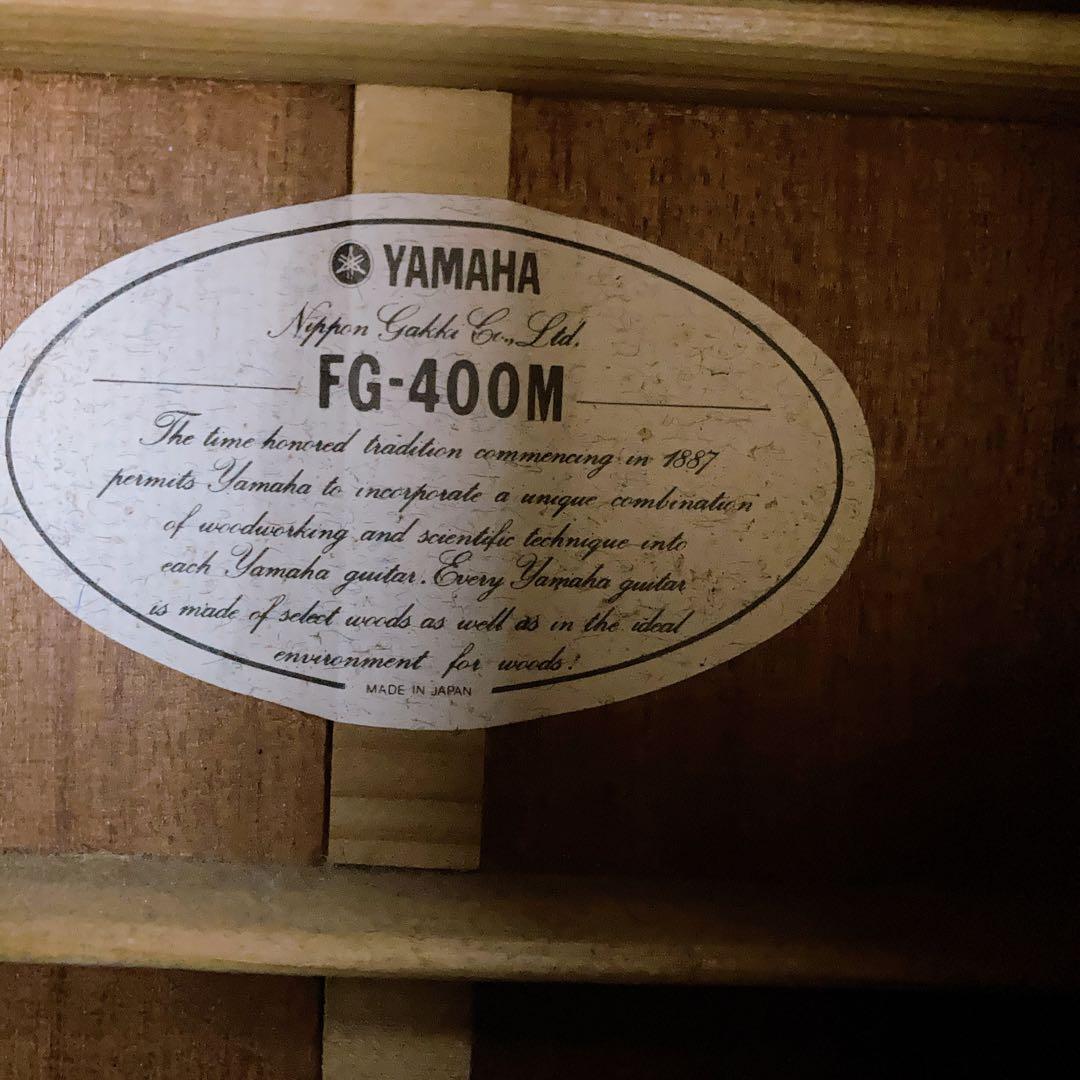 YAMAHA
Nippon Gakki Co., Ltd.
FG-400M
The time honored tradition commencing in 1887
permits Yamaha to incorporate a unique combination
of woodworking and scientific technique into
each Yamaha guitar. Every Yamaha guitar
is made of select woods as well as in the ideal
environment for woods!
MADE IN JAPAN